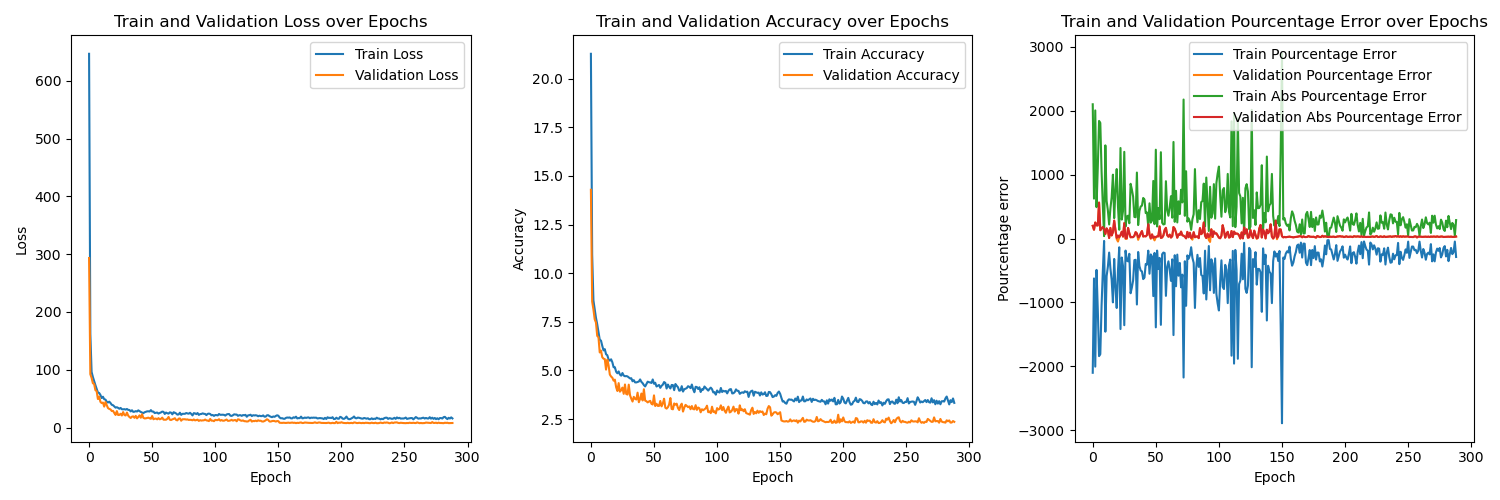 Train and Validation Loss over Epochs
Train Loss
Validation Loss
600
500
400
300
200
100
0
Loss
0 50 100 150 200 250 300
Epoch
Train and Validation Accuracy over Epochs
Train Accuracy
Validation Accuracy
20.0
17.5
15.0
12.5
10.0
7.5
5.0
2.5
Accuracy
0 50 100 150 200 250 300
Epoch
Train and Validation Pourcentage Error over Epochs
Train Pourcentage Error
Validation Pourcentage Error
Train Abs Pourcentage Error
Validation Abs Pourcentage Error
3000
2000
1000
0
−1000
−2000
−3000
Pourcentage error
0 50 100 150 200 250 300
Epoch